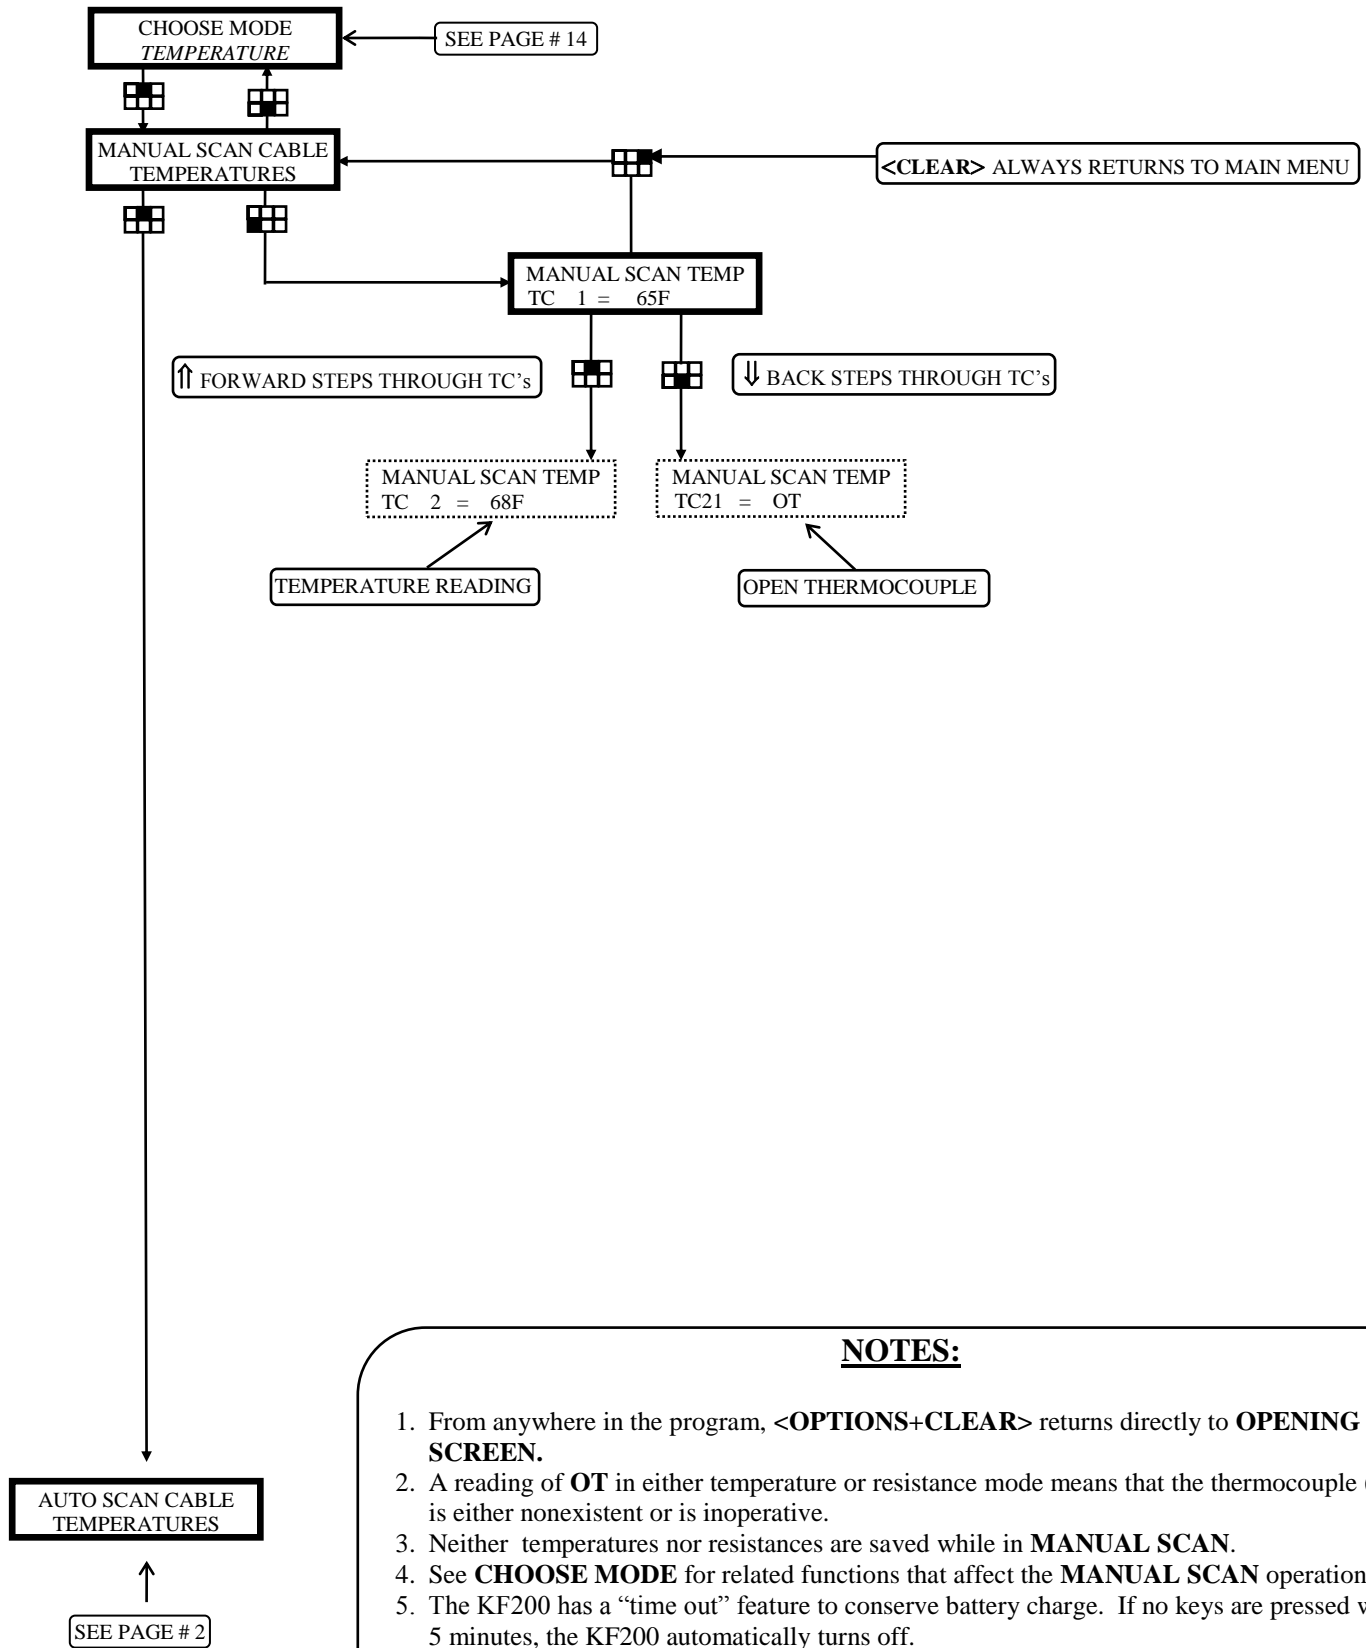 CHOOSE MODE
TEMPERATURE
SEE PAGE # 14
MANUAL SCAN CABLE
TEMPERATURES
<CLEAR> ALWAYS RETURNS TO MAIN MENU
MANUAL SCAN TEMP
TC 1 = 65F
⇑ FORWARD STEPS THROUGH TC’s
⇓ BACK STEPS THROUGH TC’s
MANUAL SCAN TEMP
TC 2 = 68F
MANUAL SCAN TEMP
TC21 = OT
TEMPERATURE READING
OPEN THERMOCOUPLE
AUTO SCAN CABLE
TEMPERATURES
SEE PAGE # 2
NOTES:
1. From anywhere in the program, <OPTIONS+CLEAR> returns directly to OPENING
SCREEN.
2. A reading of OT in either temperature or resistance mode means that the thermocouple
is either nonexistent or is inoperative.
3. Neither temperatures nor resistances are saved while in MANUAL SCAN.
4. See CHOOSE MODE for related functions that affect the MANUAL SCAN operation
5. The KF200 has a “time out” feature to conserve battery charge. If no keys are pressed
5 minutes, the KF200 automatically turns off.